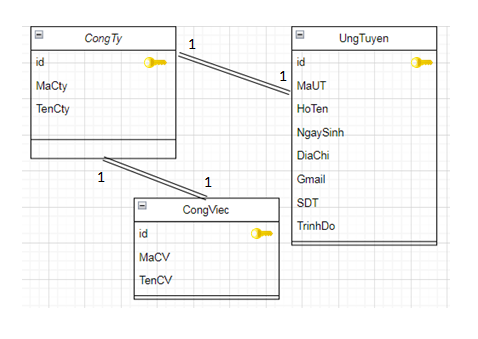 CongTy
id
MaCty
TenCty
1
1
UngTuyen
id
MaUT
HoTen
NgaySinh
DiaChi
Gmail
SDT
TrinhDo
1
1
CongViec
id
MaCV
TenCV